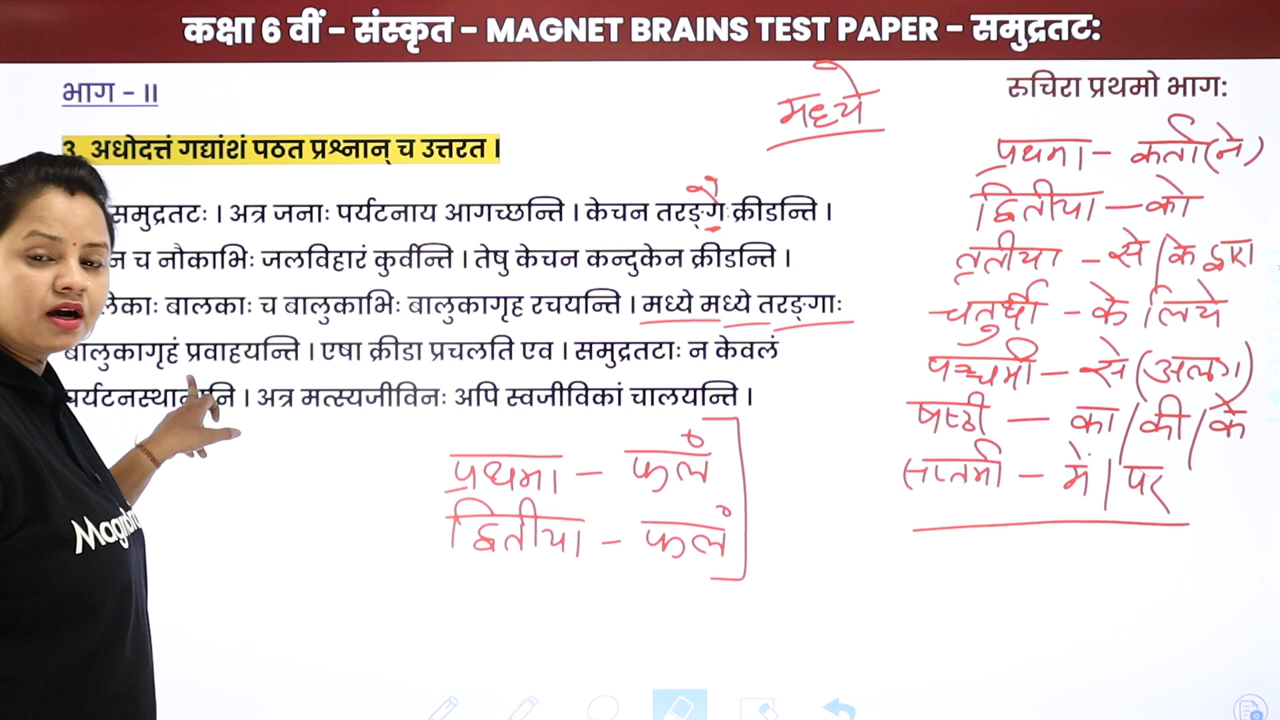 कक्षा 6 वीं - संस्कृत - MAGNET BRAINS TEST PAPER - समुद्रतट:
भाग - II
रुचिरा प्रथमो भाग:
मध्ये
3. अधोदत्तं गद्यांशं पठत प्रश्नान् च उत्तरत ।
समुद्रतटः । अत्र जनाः पर्यटनाय आगच्छन्ति । केचन तरङ्गैः क्रीडन्ति ।
च नौकाभिः जलविहारं कुर्वन्ति । तेषु केचन कन्दुकेन क्रीडन्ति ।
बालकाः च बालुकाभिः बालुकागृह रचयन्ति । मध्ये मध्ये तरङ्गाः
बालुकागृहं प्रवाहयन्ति । एषा क्रीडा प्रचलति एव । समुद्रतटाः न केवलं
। अत्र मत्स्यजीविनः अपि स्वजीविकां चालयन्ति ।
प्रथमा - फलं
द्वितीया - फलं
प्रथमा - कर्ता (ने)
द्वितीया - को
तृतीया - से / के द्वारा
चतुर्थी - के लिये
पञ्चमी - से (अलग)
षष्ठी - का / की / के
सप्तमी - में / पर